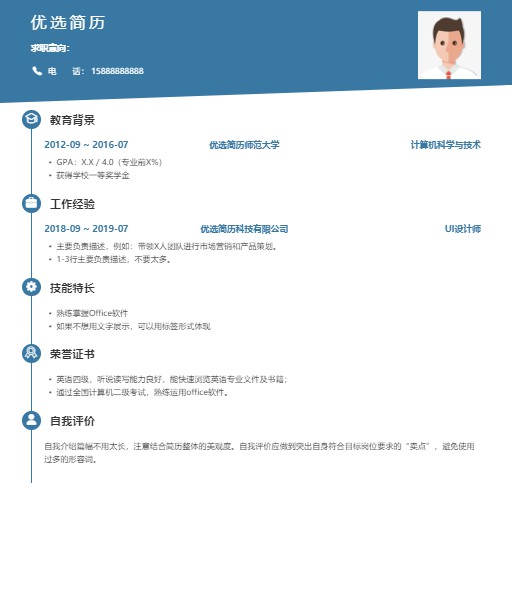 优选简历
求职意向:
电 话: 15888888888
教育背景
2012-09 ~ 2016-07 优选简历师范大学 计算机科学与技术
• GPA: X.X / 4.0（专业前X%）
• 获得学校一等奖学金
工作经验
2018-09 ~ 2019-07 优选简历科技有限公司 UI设计师
• 主要负责描述，例如：带领X人团队进行市场营销和产品策划。
• 1-3行主要负责描述，不要太多。
技能特长
• 熟练掌握Office软件
• 如果不想用文字展示，可以用标签形式体现
荣誉证书
• 英语四级，听说读写能力良好，能快速浏览英语专业文件及书籍；
• 通过全国计算机二级考试，熟练运用office软件。
自我评价
自我介绍篇幅不用太长，注意结合简历整体的美观度。自我评价应做到突出自身符合目标岗位要求的“卖点”，避免使用
过多的形容词。